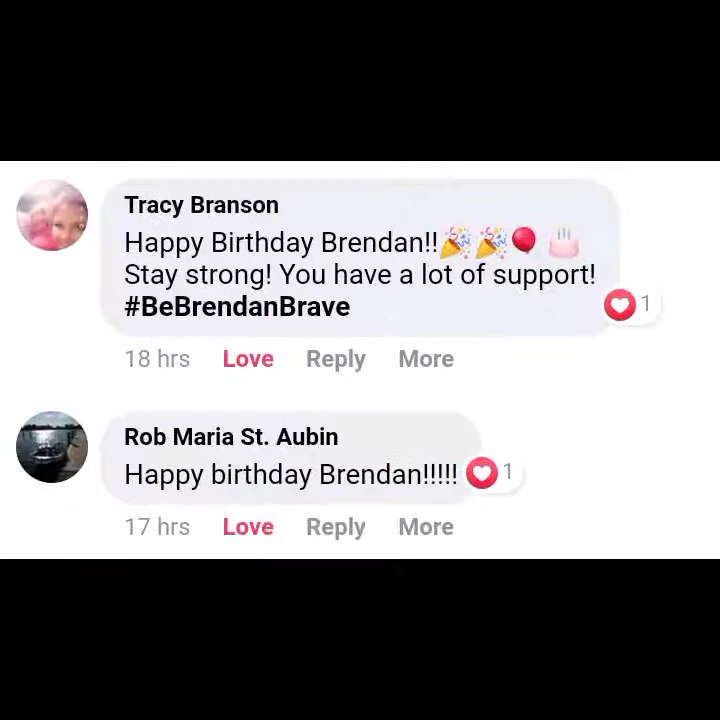 Tracy Branson
Happy Birthday Brendan!!🎉🎉🎈🎂
Stay strong! You have a lot of support!
#BeBrendanBrave
1
18 hrs Love Reply More
Rob Maria St. Aubin
Happy birthday Brendan!!!!! 1
17 hrs Love Reply More